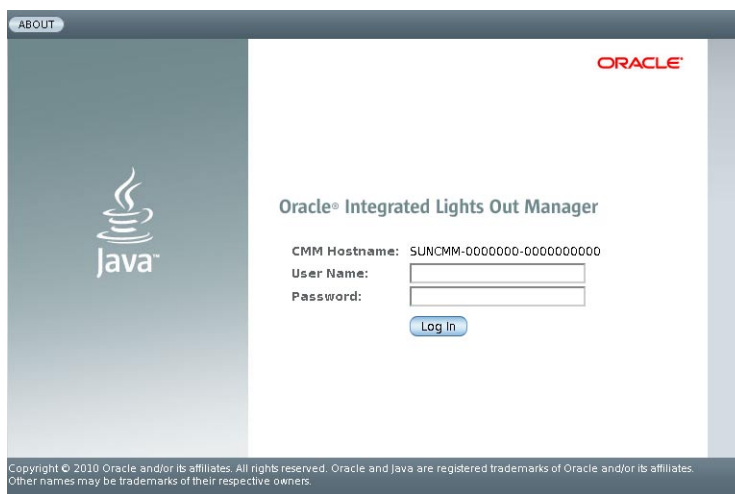 ABOUT
ORACLE®
Java™
Oracle® Integrated Lights Out Manager
CMM Hostname: SUNCMM-0000000-0000000000
User Name:
Password:
Log In
Copyright © 2010 Oracle and/or its affiliates. All rights reserved. Oracle and Java are registered trademarks of Oracle and/or its affiliates.
Other names may be trademarks of their respective owners.